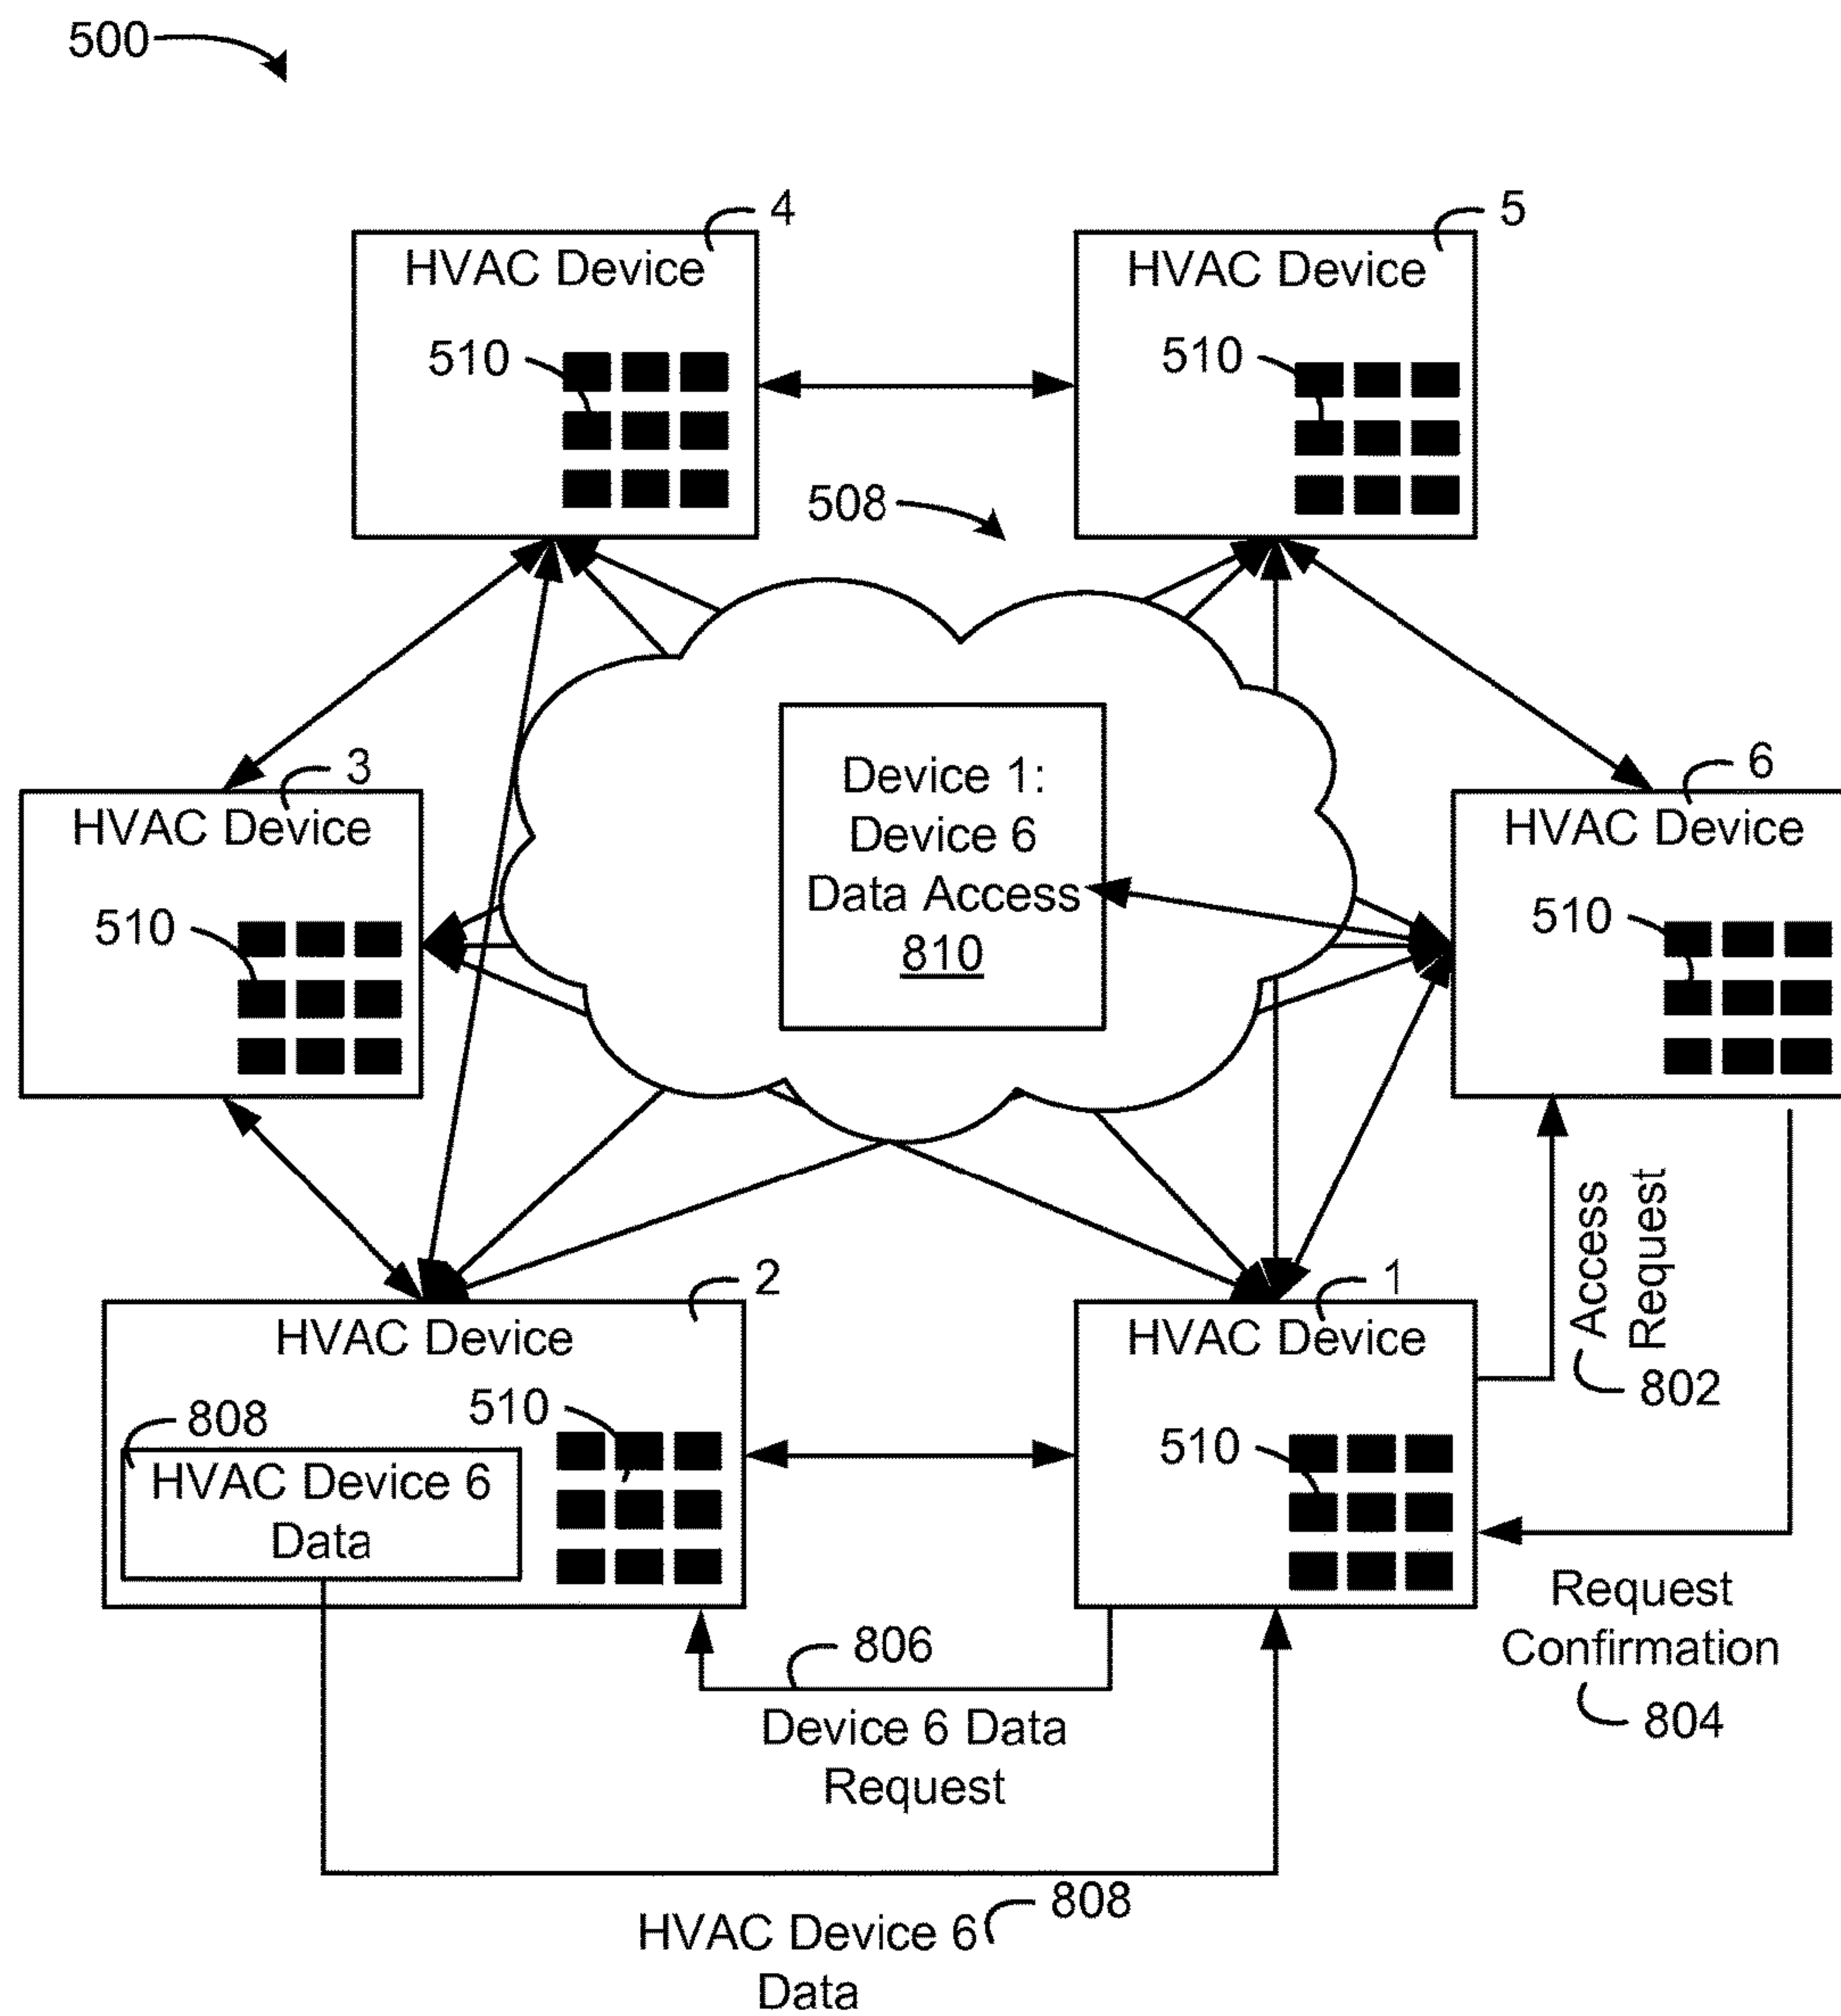 500
4
5
HVAC Device
HVAC Device
510
510
508
3
6
HVAC Device
HVAC Device
Device 1:
Device 6
Data Access
810
510
510
Access
Request
802
2
1
HVAC Device
HVAC Device
808
510
510
HVAC Device 6
Data
Request
Confirmation
804
806
Device 6 Data
Request
808
HVAC Device 6
Data